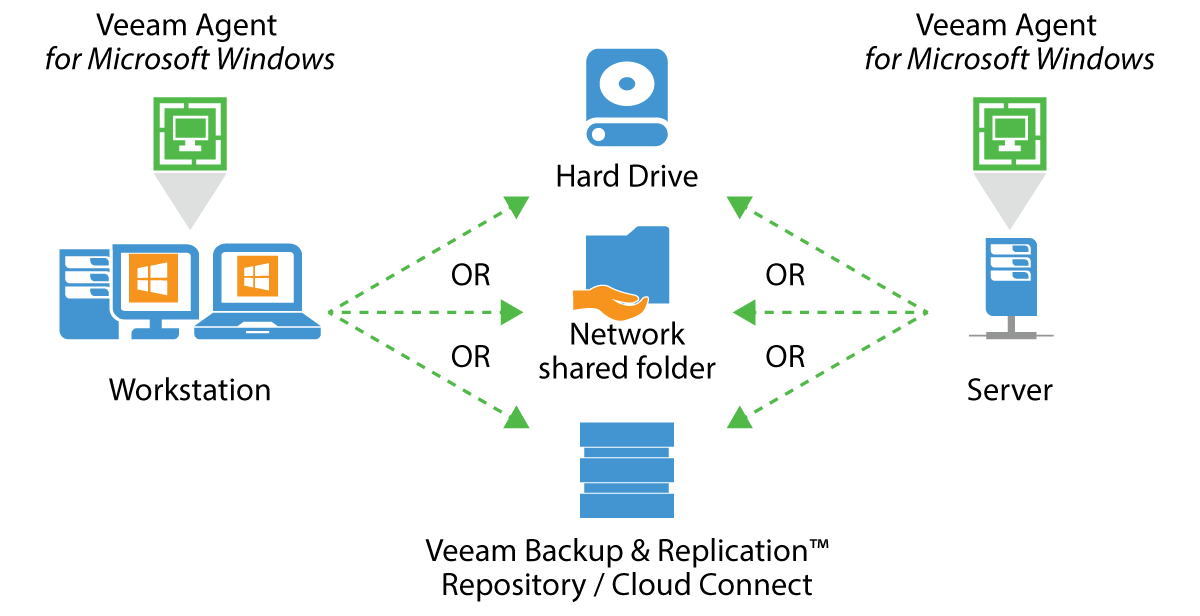 Veeam Agent
for Microsoft Windows
Veeam Agent
for Microsoft Windows
Hard Drive
OR
OR
Network
shared folder
OR
OR
Workstation
Server
Veeam Backup & Replication™
Repository / Cloud Connect